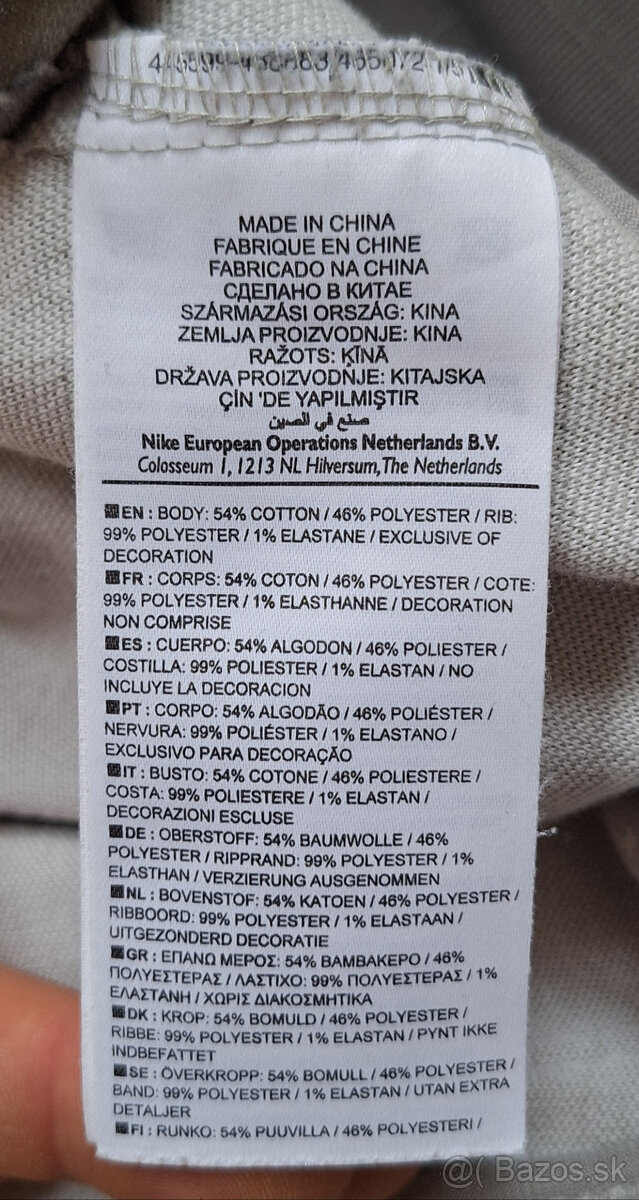 MADE IN CHINA
FABRIQUE EN CHINE
FABRICADO NA CHINA
СДЕЛАНО В КИТАЕ
SZÁRMAZÁSI ORSZÁG: KINA
ZEMLJA PROIZVODNJE: KINA
RAŽOTS: ĶĪNĀ
DRŽAVA PROIZVODNJE: KITAJSKA
ÇİN 'DE YAPILMIŞTIR
صنع في الصين
Nike European Operations Netherlands B.V.
Colosseum 1, 1213 NL Hilversum, The Netherlands
EN : BODY: 54% COTTON / 46% POLYESTER / RIB:
99% POLYESTER / 1% ELASTANE / EXCLUSIVE OF
DECORATION
FR : CORPS: 54% COTON / 46% POLYESTER / COTE:
99% POLYESTER / 1% ELASTHANNE / DECORATION
NON COMPRISE
ES : CUERPO: 54% ALGODON / 46% POLIESTER /
COSTILLA: 99% POLIESTER / 1% ELASTAN / NO
INCLUYE LA DECORACION
PT : CORPO: 54% ALGODÃO / 46% POLIÉSTER /
NERVURA: 99% POLIÉSTER / 1% ELASTANO /
EXCLUSIVO PARA DECORAÇÃO
IT : BUSTO: 54% COTONE / 46% POLIESTERE /
COSTA: 99% POLIESTERE / 1% ELASTAN /
DECORAZIONI ESCLUSE
DE : OBERSTOFF: 54% BAUMWOLLE / 46%
POLYESTER / RIPPRAND: 99% POLYESTER / 1%
ELASTHAN / VERZIERUNG AUSGENOMMEN
NL : BOVENSTOF: 54% KATOEN / 46% POLYESTER /
RIBBOORD: 99% POLYESTER / 1% ELASTAAN /
UITGEZONDERD DECORATIE
GR : ΕΠΑΝΩ ΜΕΡΟΣ: 54% ΒΑΜΒΑΚΕΡΟ / 46%
ΠΟΛΥΕΣΤΕΡΑΣ / ΛΑΣΤΙΧΟ: 99% ΠΟΛΥΕΣΤΕΡΑΣ / 1%
ΕΛΑΣΤΑΝΗ / ΧΩΡΙΣ ΔΙΑΚΟΣΜΗΤΙΚΑ
DK : KROP: 54% BOMULD / 46% POLYESTER /
RIBBE: 99% POLYESTER / 1% ELASTAN / PYNT IKKE
INDBEFATTET
SE : ÖVERKROPP: 54% BOMULL / 46% POLYESTER /
BAND: 99% POLYESTER / 1% ELASTAN / UTAN EXTRA
DETALJER
FI : RUNKO: 54% PUUVILLA / 46% POLYESTERI /
@( Bazos.sk